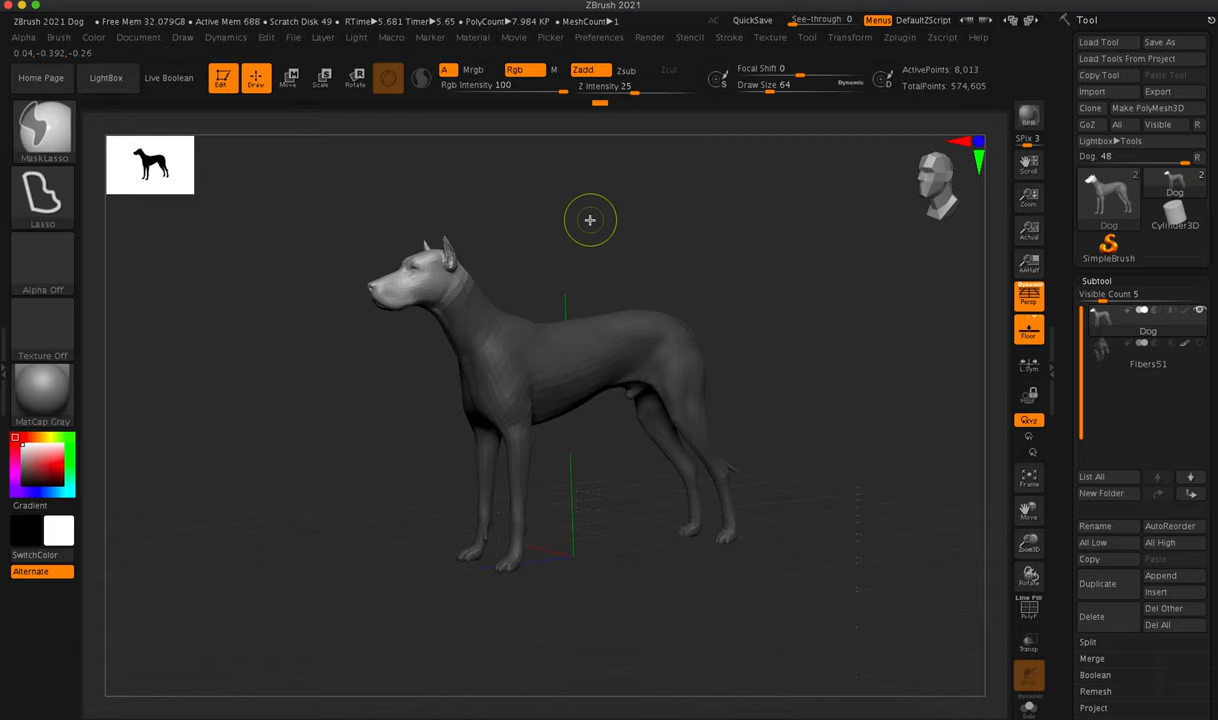 ZBrush 2021
ZBrush 2021 Dog   • Free Mem 32.079GB • Active Mem 688 • Scratch Disk 49 • RTime▶5.681 Timer▶5.65 • PolyCount▶7.984 KP • MeshCount▶1
AC QuickSave See-through 0 Menus DefaultZScript
Alpha Brush Color Document Draw Dynamics Edit File Layer Light Macro Marker Material Movie Picker Preferences Render Stencil Stroke Texture Tool Transform Zplugin Zscript Help
0.04,-0.392,-0.26
Home Page LightBox Live Boolean Edit Draw Move Scale Rotate
A Mrgb Rgb M Zadd Zsub Zcut
Rgb Intensity 100 Z Intensity 25
S Focal Shift 0
Draw Size 64 Dynamic D
ActivePoints: 8,013
TotalPoints: 574,605
MaskLasso
Lasso
Alpha Off
Texture Off
MatCap Gray
Gradient
SwitchColor
Alternate
BPR
SPix 3
Scroll
Zoom
Actual
AAHalf
Dynamic
Persp
Floor
L.Sym
XYZ
Frame
Move
Zoom3D
Rotate
Line Fill
PolyF
Transp
Dynamic
Solo
Tool
Load Tool Save As
Load Tools From Project
Copy Tool Paste Tool
Import Export
Clone Make PolyMesh3D
GoZ All Visible R
Lightbox▶Tools
Dog. 48 R
2 2
Dog
Dog Cylinder3D
SimpleBrush
Subtool
Visible Count 5
Dog
Fibers51
List All
New Folder
Rename AutoReorder
All Low All High
Copy Paste
Duplicate Append
Insert
Delete Del Other
Del All
Split
Merge
Boolean
Remesh
Project